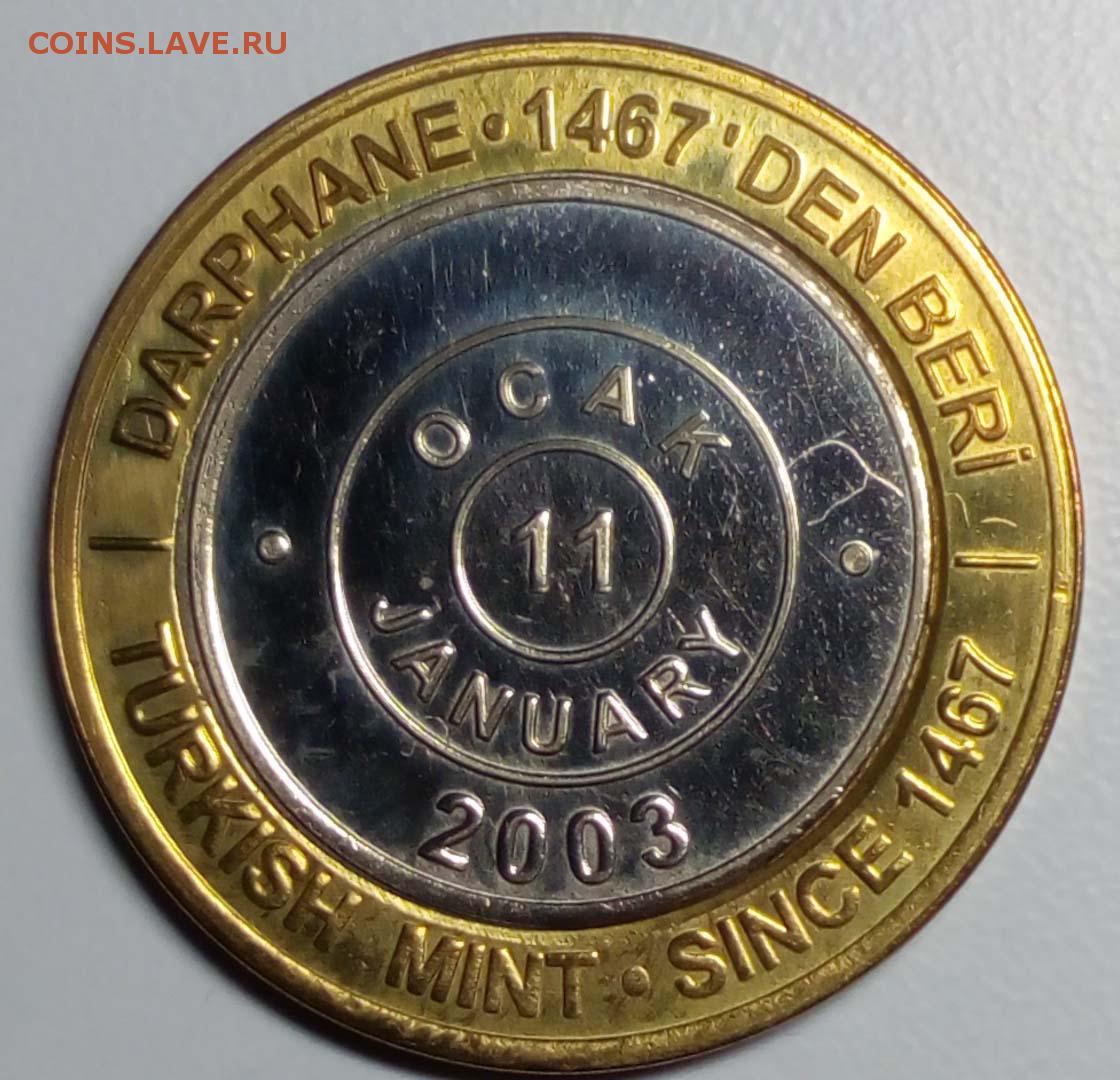 COINS.LAVE.RU
DARPHANE • 1467'DEN BERİ
OCAK
11
JANUARY
2003
TURKISH MINT • SINCE 1467